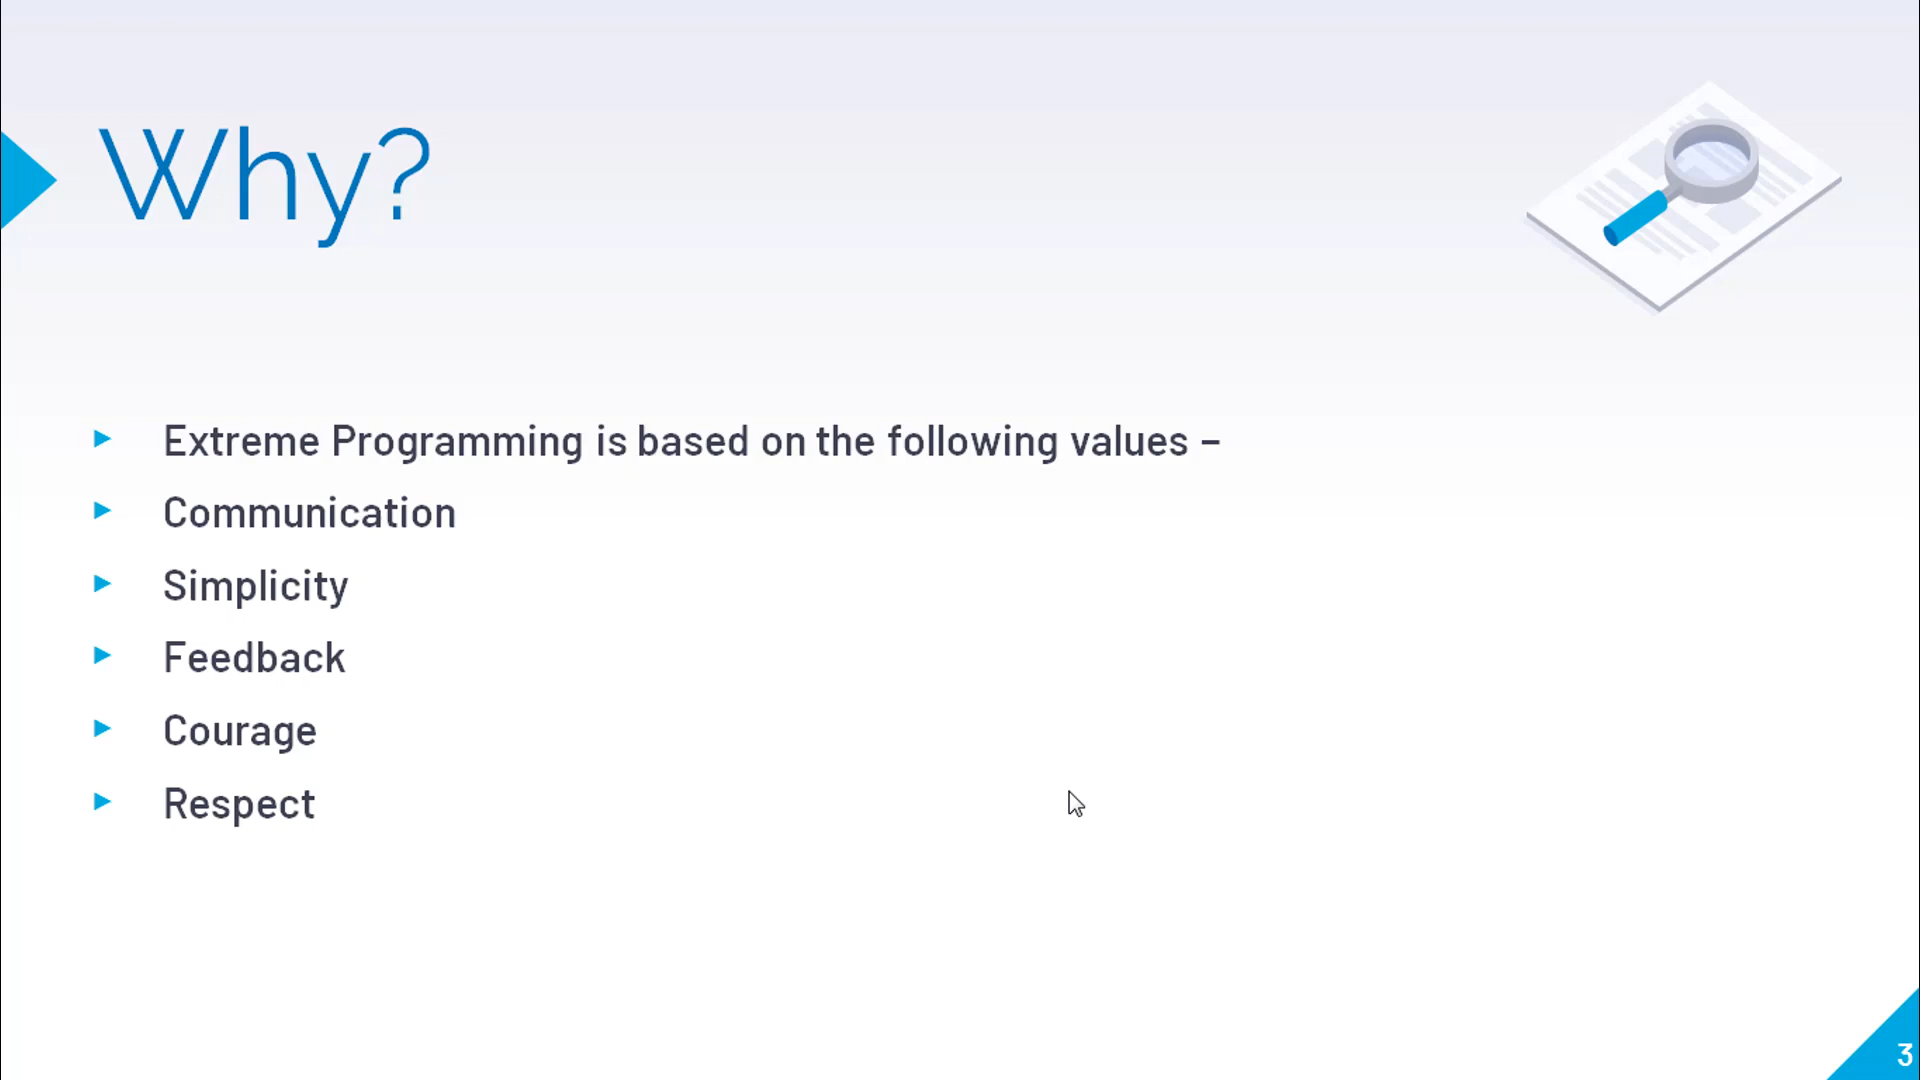 Why?
Extreme Programming is based on the following values –
Communication
Simplicity
Feedback
Courage
Respect
3